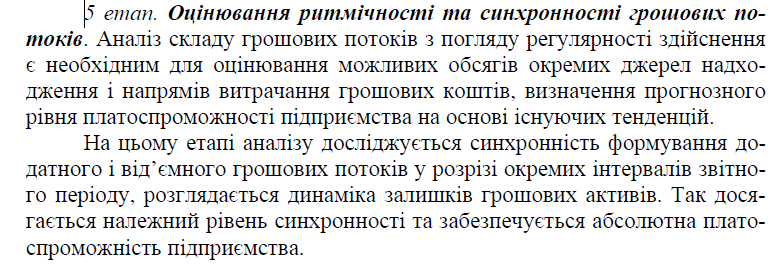 5 етап. Оцінювання ритмічності та синхронності грошових по-
токів. Аналіз складу грошових потоків з погляду регулярності здійснення
є необхідним для оцінювання можливих обсягів окремих джерел надхо-
дження і напрямів витрачання грошових коштів, визначення прогнозного
рівня платоспроможності підприємства на основі існуючих тенденцій.
На цьому етапі аналізу досліджується синхронність формування до-
датного і від’ємного грошових потоків у розрізі окремих інтервалів звітно-
го періоду, розглядається динаміка залишків грошових активів. Так дося-
гається належний рівень синхронності та забезпечується абсолютна плато-
спроможність підприємства.